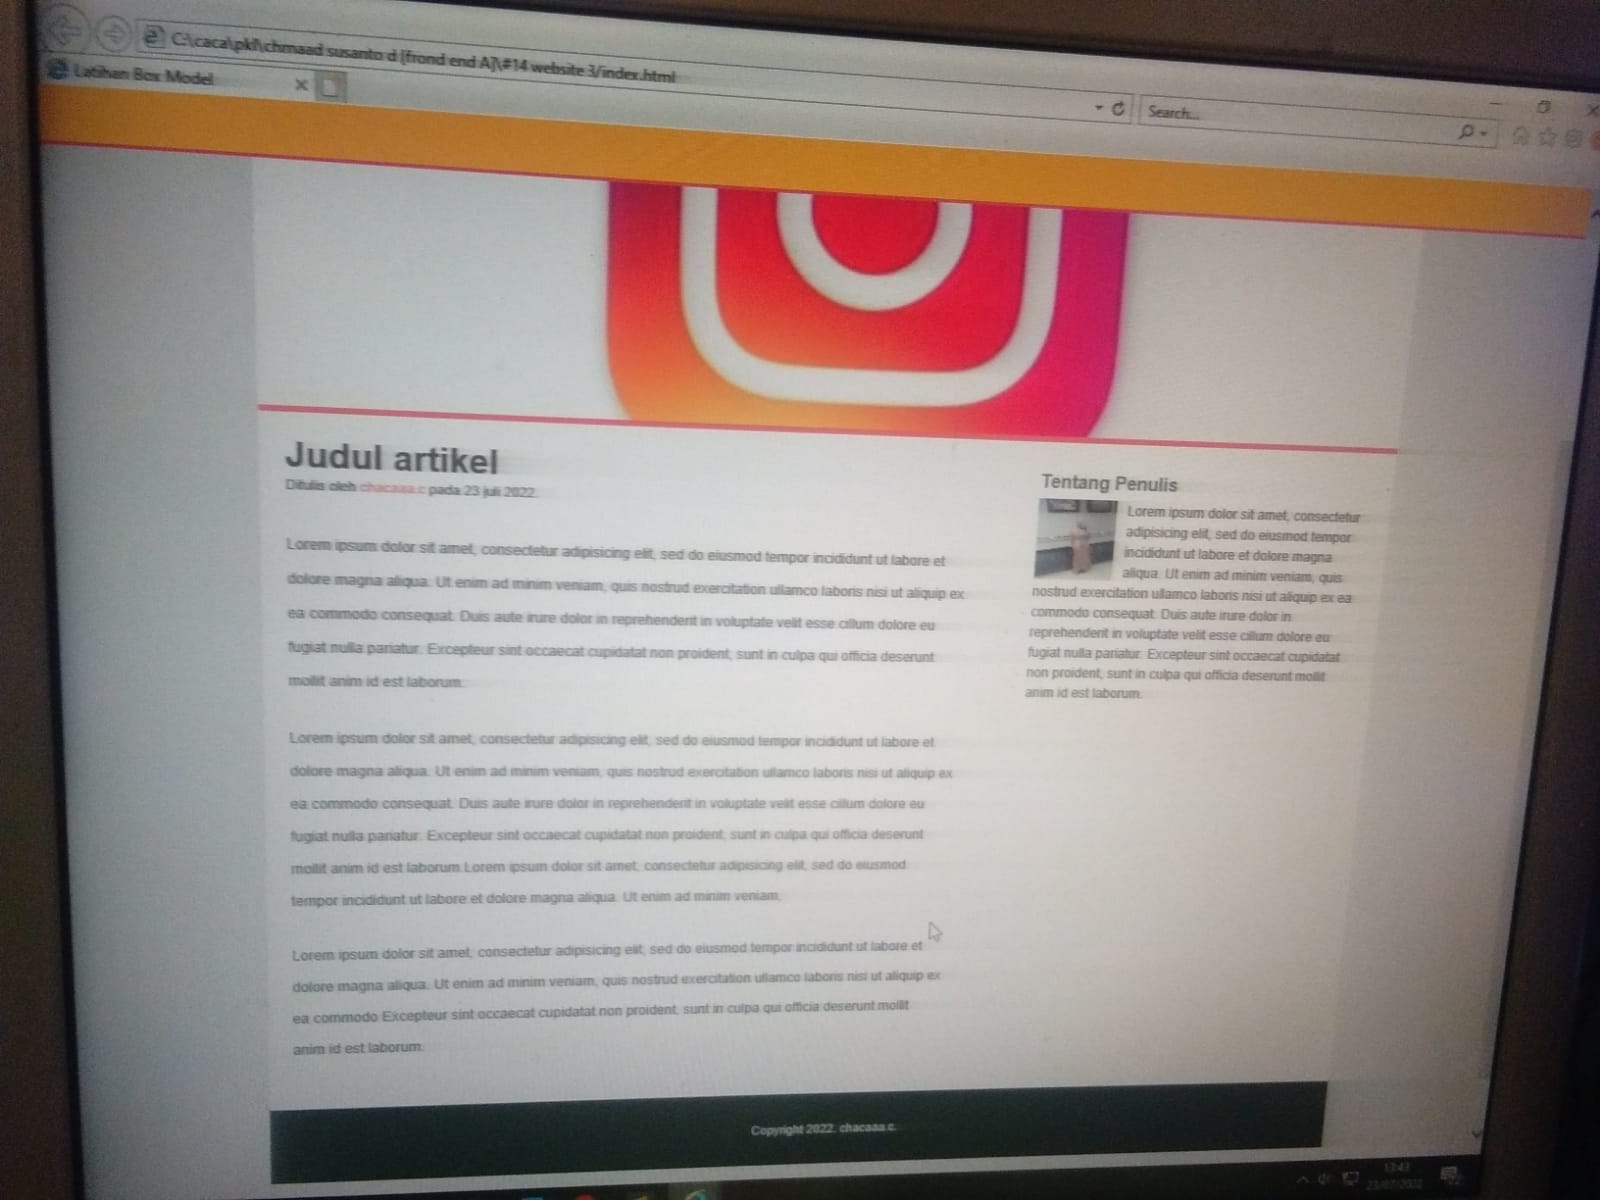 C:\caca\pkl\chmaad susanto d [frond end A]\#14 website 3/index.html
Search...
Latihan Box Model
Judul artikel
Ditulis oleh chacaaa.c pada 23 juli 2022
Lorem ipsum dolor sit amet, consectetur adipisicing elit, sed do eiusmod tempor incididunt ut labore et
dolore magna aliqua. Ut enim ad minim veniam, quis nostrud exercitation ullamco laboris nisi ut aliquip ex
ea commodo consequat. Duis aute irure dolor in reprehenderit in voluptate velit esse cillum dolore eu
fugiat nulla pariatur. Excepteur sint occaecat cupidatat non proident, sunt in culpa qui officia deserunt
mollit anim id est laborum.
Lorem ipsum dolor sit amet, consectetur adipisicing elit, sed do eiusmod tempor incididunt ut labore et
dolore magna aliqua. Ut enim ad minim veniam, quis nostrud exercitation ullamco laboris nisi ut aliquip ex
ea commodo consequat. Duis aute irure dolor in reprehenderit in voluptate velit esse cillum dolore eu
fugiat nulla pariatur. Excepteur sint occaecat cupidatat non proident, sunt in culpa qui officia deserunt
mollit anim id est laborum.Lorem ipsum dolor sit amet, consectetur adipisicing elit, sed do eiusmod
tempor incididunt ut labore et dolore magna aliqua. Ut enim ad minim veniam,
Lorem ipsum dolor sit amet, consectetur adipisicing elit, sed do eiusmod tempor incididunt ut labore et
dolore magna aliqua. Ut enim ad minim veniam, quis nostrud exercitation ullamco laboris nisi ut aliquip ex
ea commodo Excepteur sint occaecat cupidatat non proident, sunt in culpa qui officia deserunt mollit
anim id est laborum.
Tentang Penulis
Lorem ipsum dolor sit amet, consectetur
adipisicing elit, sed do eiusmod tempor
incididunt ut labore et dolore magna
aliqua. Ut enim ad minim veniam, quis
nostrud exercitation ullamco laboris nisi ut aliquip ex ea
commodo consequat. Duis aute irure dolor in
reprehenderit in voluptate velit esse cillum dolore eu
fugiat nulla pariatur. Excepteur sint occaecat cupidatat
non proident, sunt in culpa qui officia deserunt mollit
anim id est laborum.
Copyright 2022. chacaaa.c.
13:43
23/07/2022